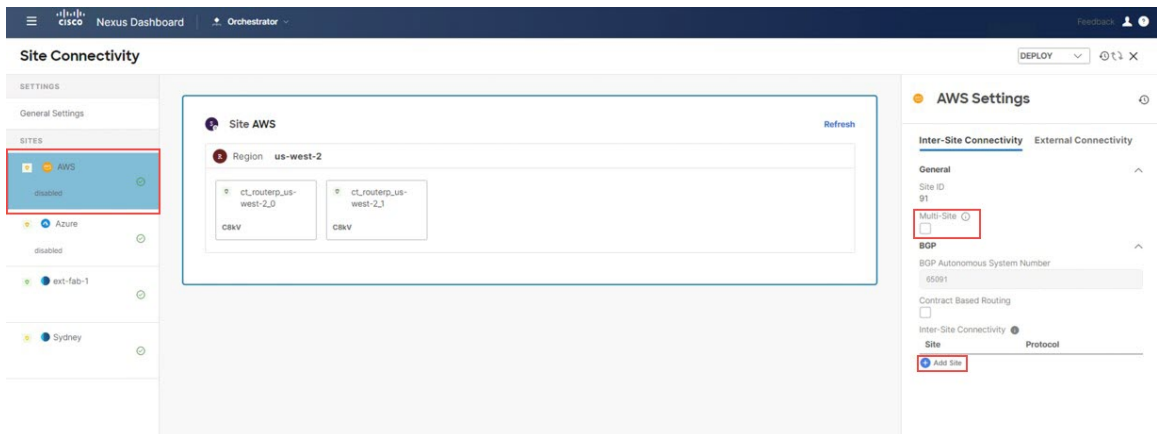 cisco Nexus Dashboard Orchestrator Feedback
Site Connectivity DEPLOY
SETTINGS
General Settings
SITES
AWS
disabled
Azure
disabled
ext-fab-1
Sydney
Site AWS Refresh
Region us-west-2
ct_routerp_us-
west-2_0
C8kV
ct_routerp_us-
west-2_1
C8kV
AWS Settings
Inter-Site Connectivity External Connectivity
General
Site ID
91
Multi-Site
BGP
BGP Autonomous System Number
65091
Contract Based Routing
Inter-Site Connectivity
Site Protocol
Add Site